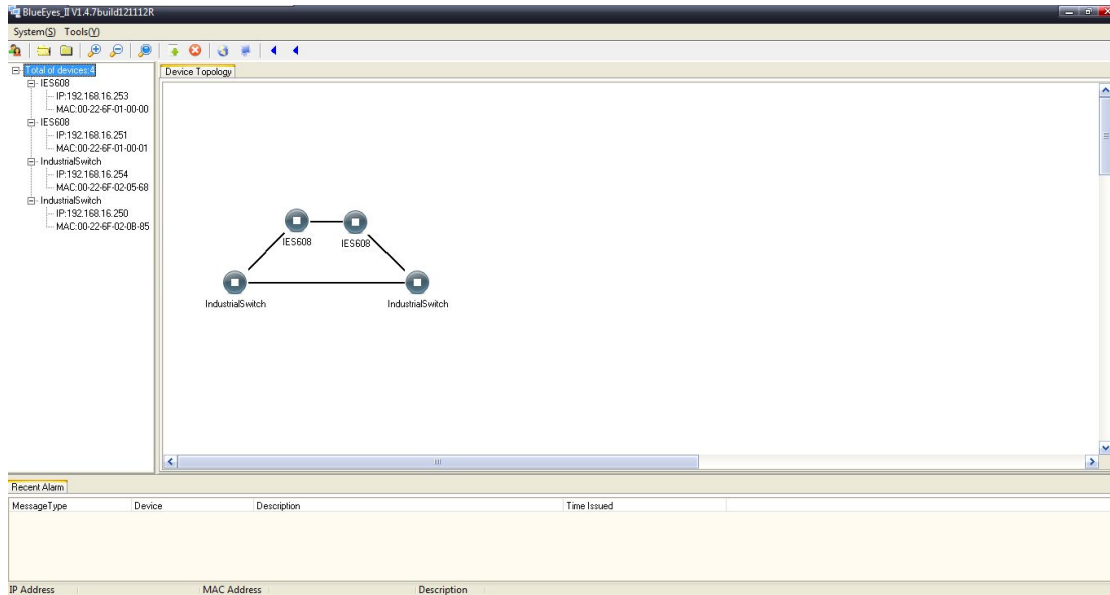 BlueEyes_II V1.4.7build121112R
System(S) Tools(Y)
Total of devices:4
IES608
IP:192.168.16.253
MAC:00-22-6F-01-00-00
IES608
IP:192.168.16.251
MAC:00-22-6F-01-00-01
IndustrialSwitch
IP:192.168.16.254
MAC:00-22-6F-02-05-68
IndustrialSwitch
IP:192.168.16.250
MAC:00-22-6F-02-0B-85
Device Topology
IES608 IES608
IndustrialSwitch IndustrialSwitch
Recent Alarm
MessageType Device Description Time Issued
IP Address MAC Address Description